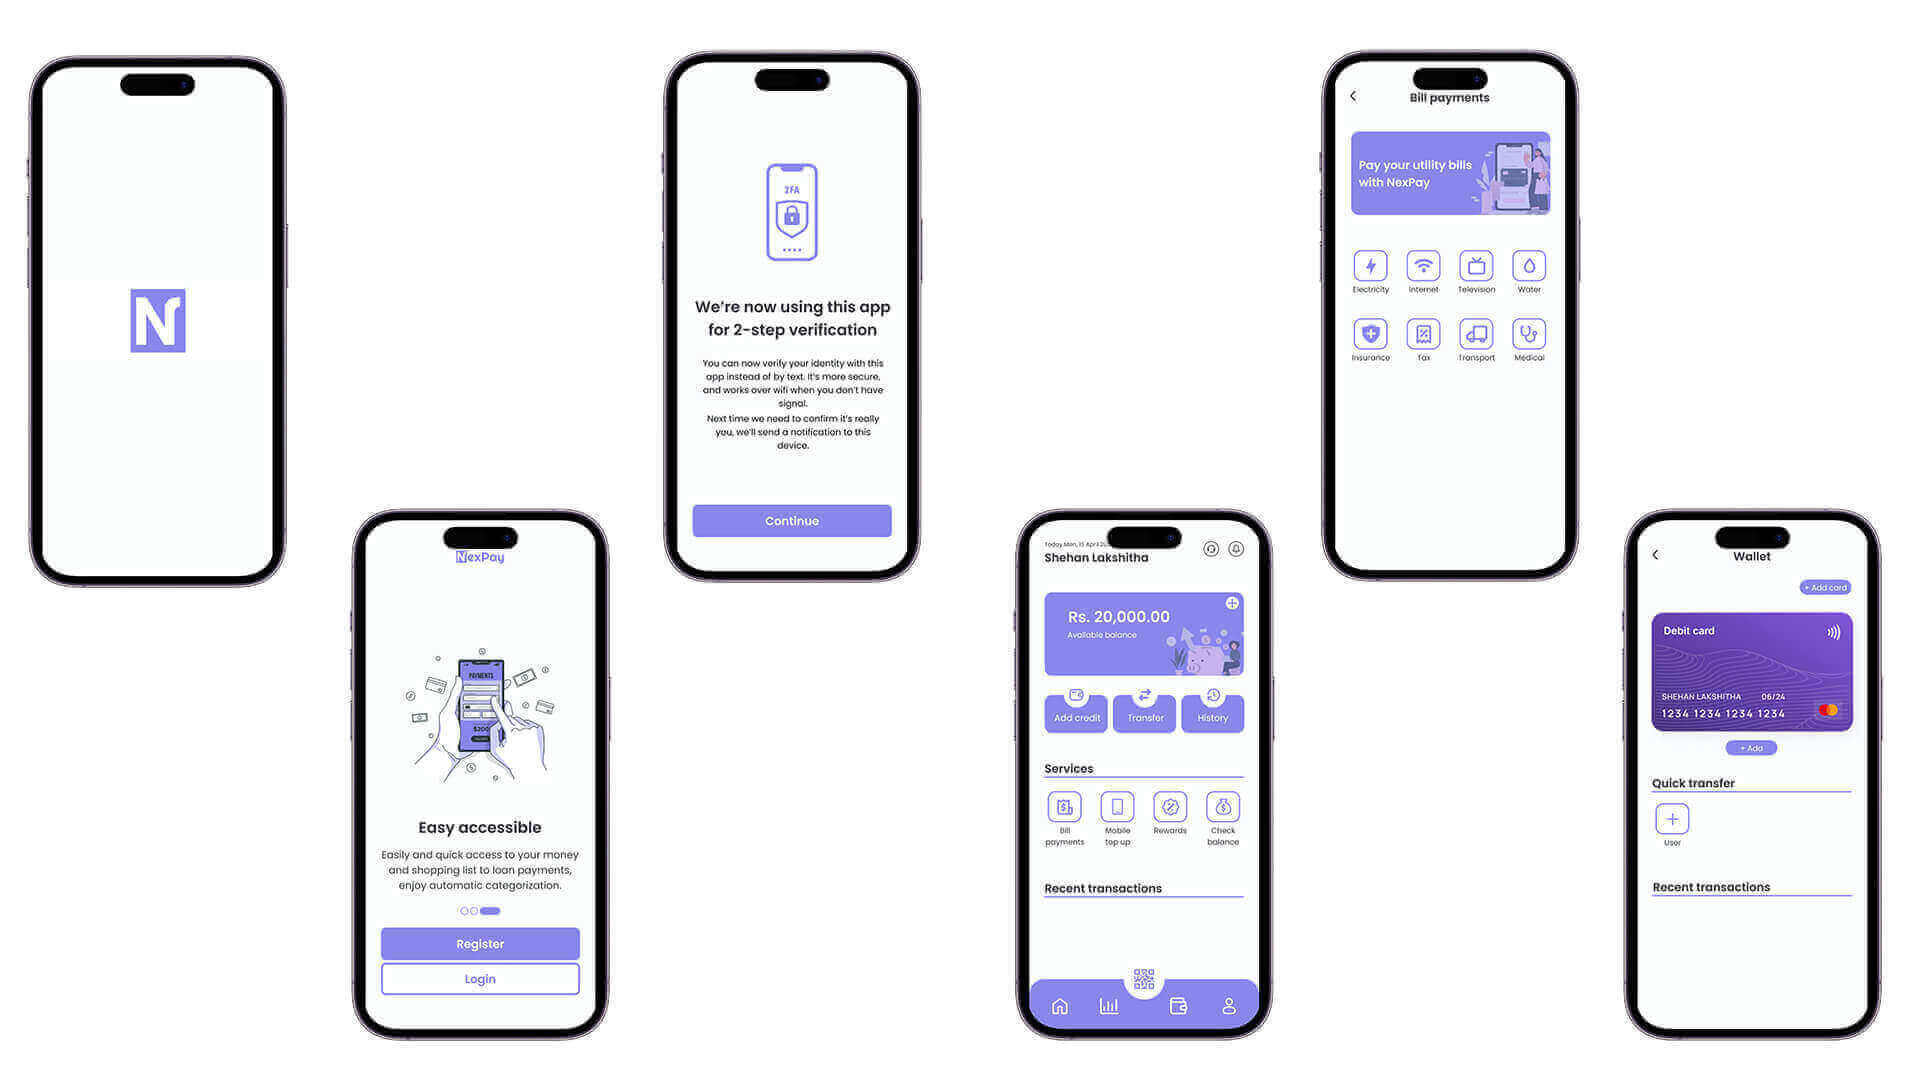 N
NexPay
PAYMENTS
Easy accessible
Easily and quick access to your money
and shopping list to loan payments,
enjoy automatic categorization.
Register
Login
2FA
We're now using this app
for 2-step verification
You can now verify your identity with this
app instead of by text. It's more secure,
and works over wifi when you don't have
signal.
Next time we need to confirm it's really
you, we'll send a notification to this
device.
Continue
Today, Mon, 15 April
Shehan Lakshitha
Rs. 20,000.00
Available balance
Add credit Transfer History
Services
Bill Mobile Rewards Check
payments top up balance
Recent transactions
Bill payments
Pay your utility bills
with NexPay
Electricity Internet Television Water
Insurance Tax Transport Medical
Wallet
+ Add card
Debit card
SHEHAN LAKSHITHA 06/24
1234 1234 1234 1234
+ Add
Quick transfer
User
Recent transactions